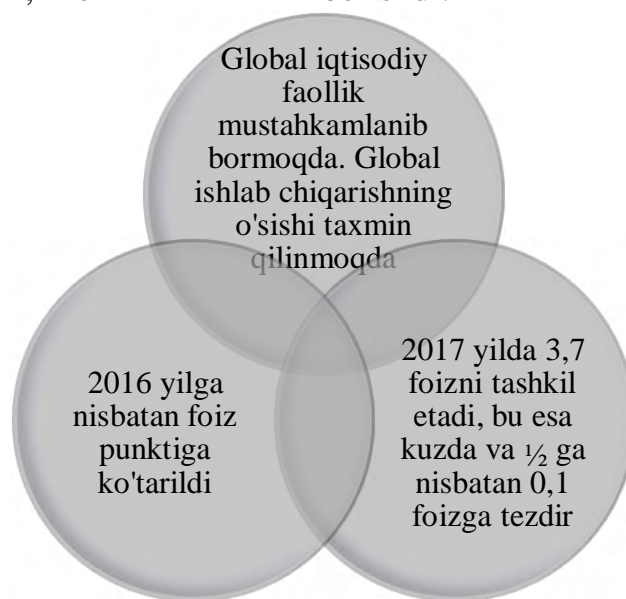 Global iqtisodiy
faollik
mustahkamlanib
bormoqda. Global
ishlab chiqarishning
o'sishi taxmin
qilinmoqda
2016 yilga
nisbatan foiz
punktiga
ko'tarildi
2017 yilda 3,7
foizni tashkil
etadi, bu esa
kuzda va ½ ga
nisbatan 0,1
foizga tezdir